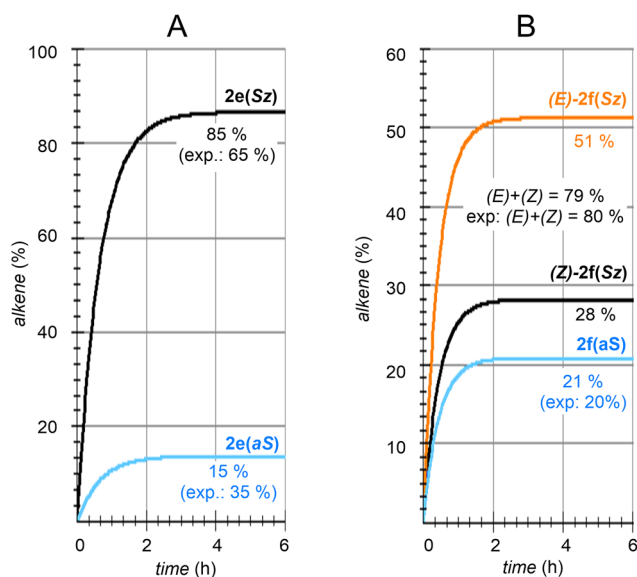 A
100
80
60
40
20
alkene (%)
2e(Sz)
85 %
(exp.: 65 %)
2e(aS)
15 %
(exp.: 35 %)
0 2 4 6
time (h)
B
60
50
40
30
20
10
alkene (%)
(E)-2f(Sz)
51 %
(E)+(Z) = 79 %
exp: (E)+(Z) = 80 %
(Z)-2f(Sz)
28 %
2f(aS)
21 %
(exp: 20%)
0 2 4 6
time (h)